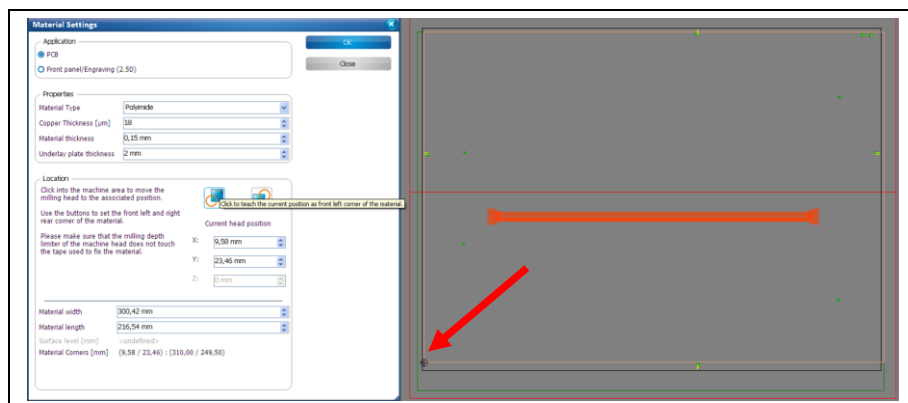 Material Settings
Application
PCB
Front panel/Engraving (2.5D)
OK
Close
Properties
Material Type Polyimide
Copper Thickness [µm] 18
Material thickness 0,15 mm
Underlay plate thickness 2 mm
Location
Click into the machine area to move the
milling head to the associated position.
Use the buttons to set the front left and right
rear corner of the material.
Please make sure that the milling depth
limiter of the machine head does not touch
the tape used to fix the material.
Click to teach the current position as front left corner of the material.
Current head position
X: 9,58 mm
Y: 23,46 mm
Z: 0 mm
Material width 300,42 mm
Material length 216,54 mm
Surface level [mm] <undefined>
Material Corners [mm] (9,58 / 23,46) : (310,00 / 249,50)